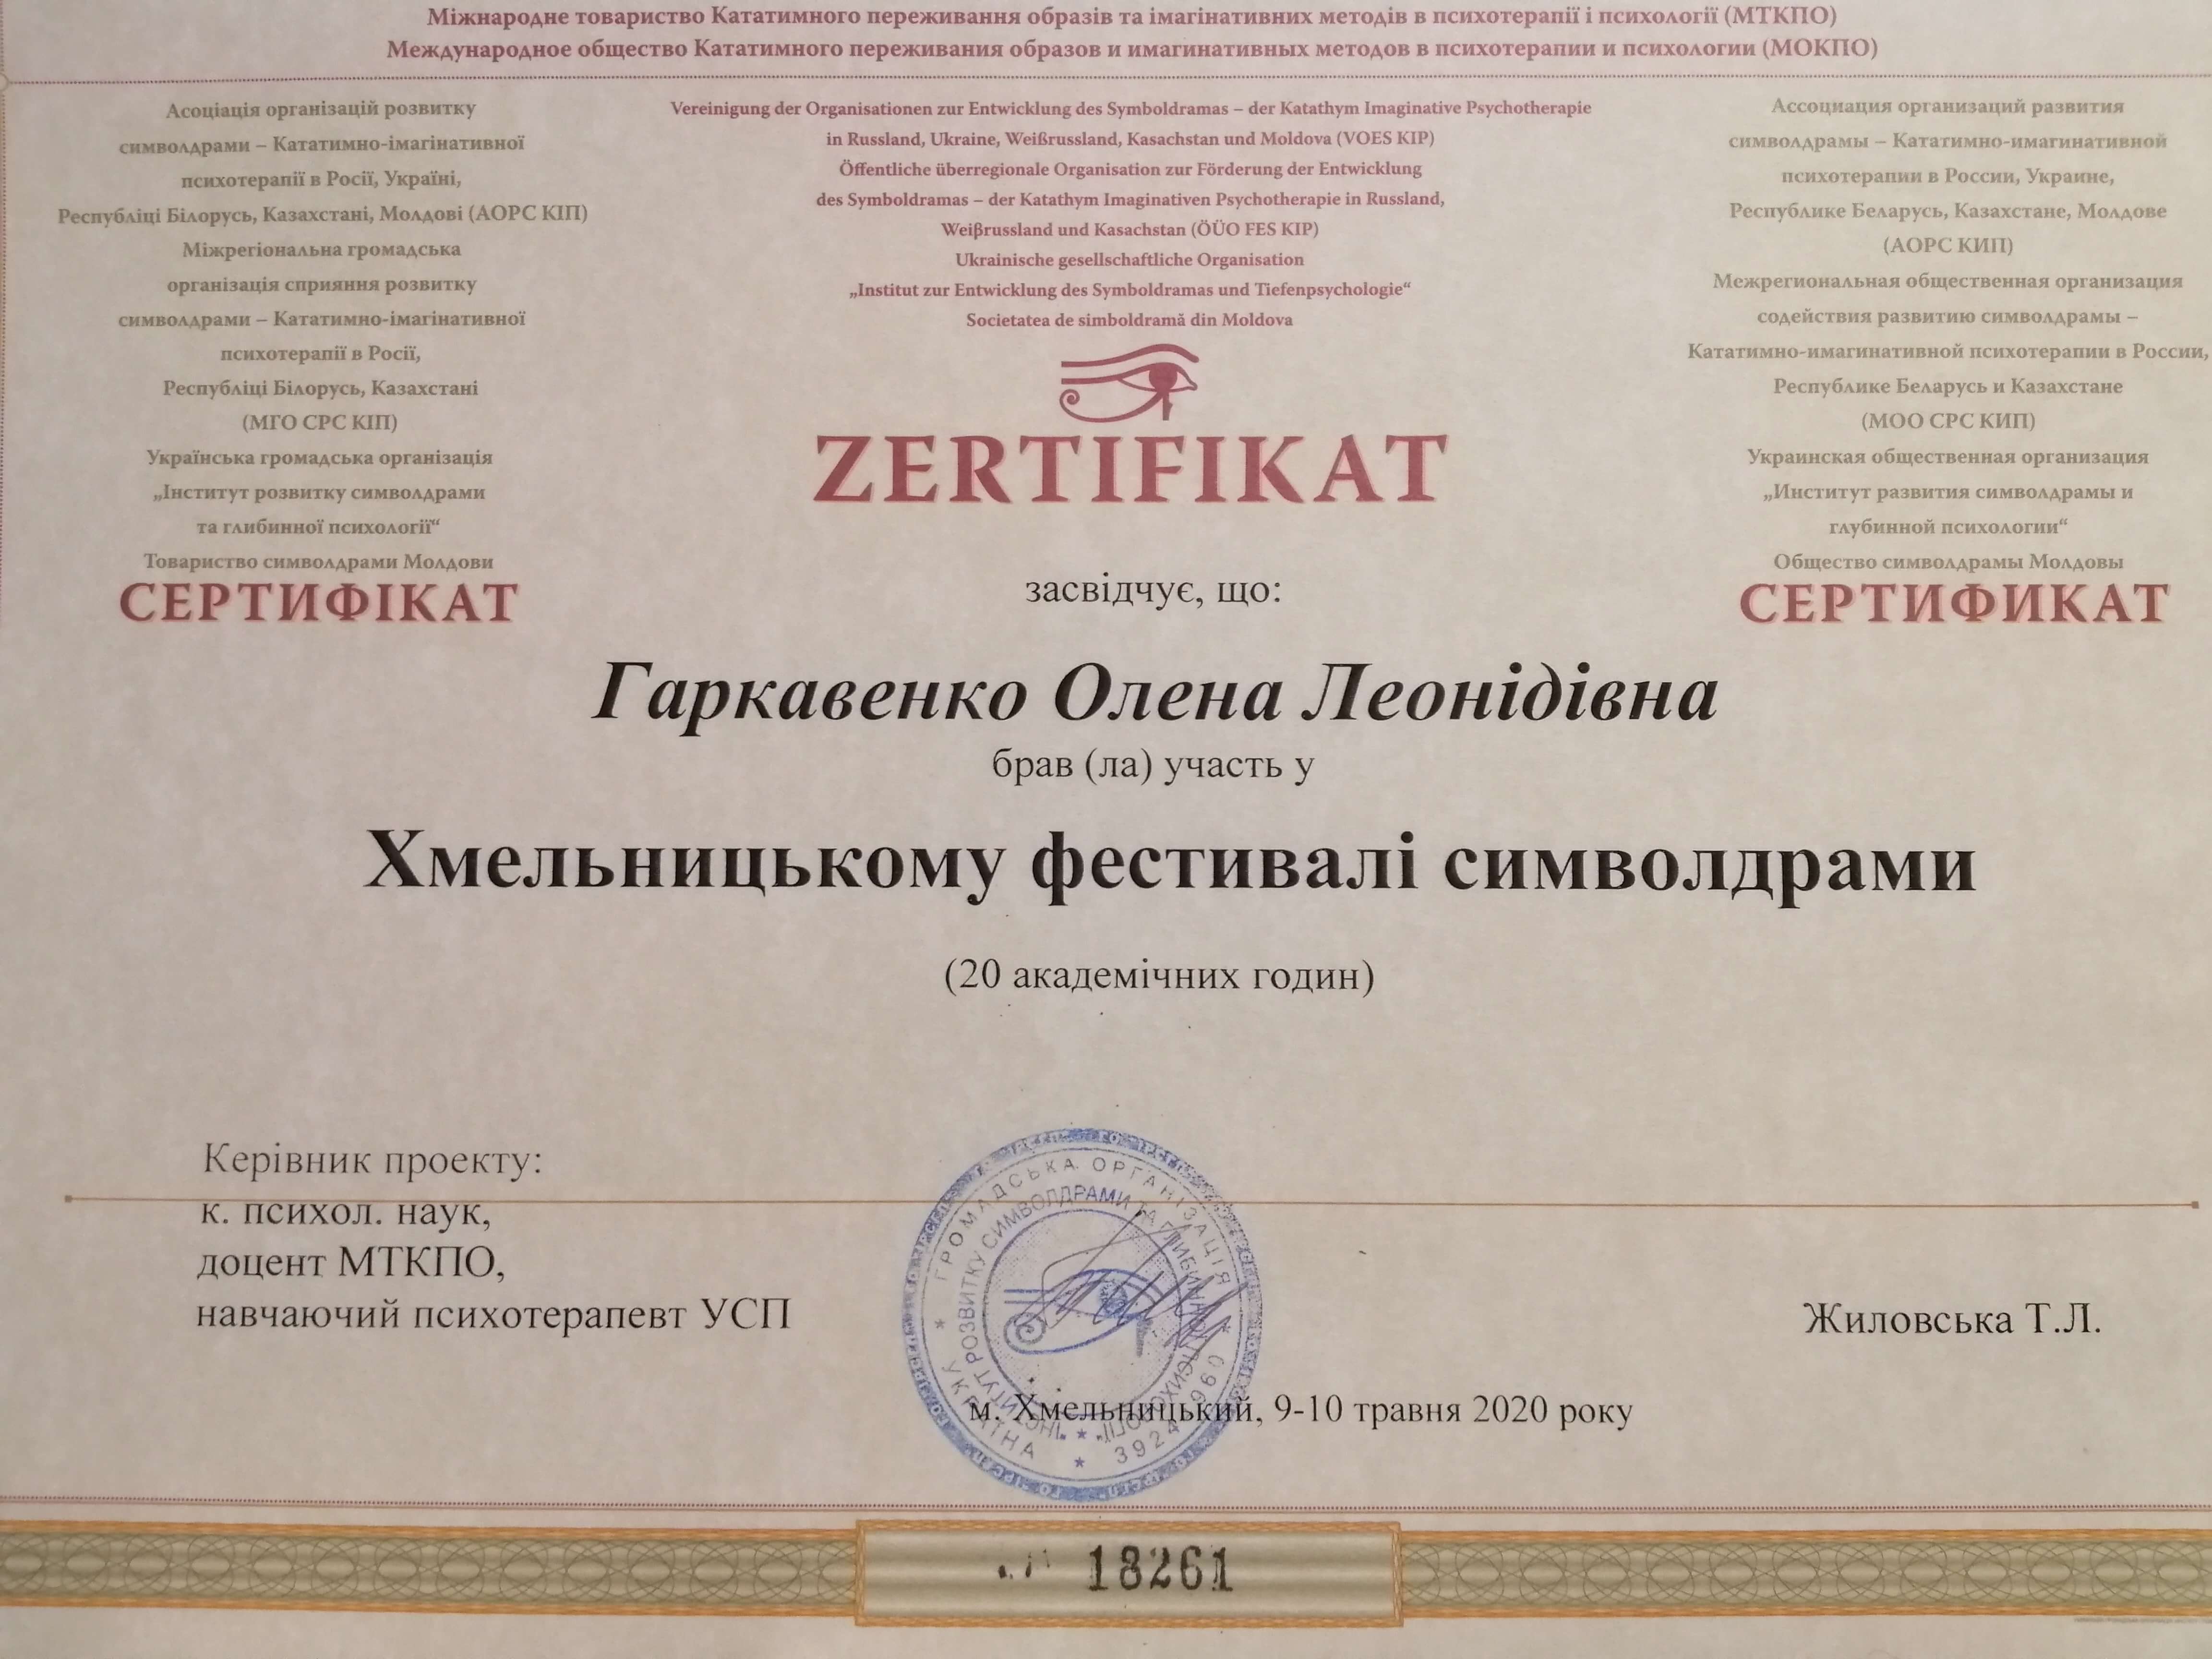 Міжнародне товариство Кататимного переживання образів та імагінативних методів в психотерапії і психології (МТКПО)
Международное общество Кататимного переживания образов и имагинативных методов в психотерапии и психологии (МОКПО)
Асоціація організацій розвитку
символдрами – Кататимно-імагінативної
психотерапії в Росії, Україні,
Республіці Білорусь, Казахстані, Молдові (АОРС КІП)
Міжрегіональна громадська
організація сприяння розвитку
символдрами – Кататимно-імагінативної
психотерапії в Росії,
Республіці Білорусь, Казахстані
(МГО СРС КІП)
Українська громадська організація
„Інститут розвитку символдрами
та глибинної психології“
Товариство символдрами Молдови
СЕРТИФІКАТ
Vereinigung der Organisationen zur Entwicklung des Symboldramas – der Katathym Imaginative Psychotherapie
in Russland, Ukraine, Weißrussland, Kasachstan und Moldova (VOES KIP)
Öffentliche überregionale Organisation zur Förderung der Entwicklung
des Symboldramas – der Katathym Imaginativen Psychotherapie in Russland,
Weiβrussland und Kasachstan (ÖÜO FES KIP)
Ukrainische gesellschaftliche Organisation
„Institut zur Entwicklung des Symboldramas und Tiefenpsychologie“
Societatea de simboldramă din Moldova
ZERTIFIKAT
Ассоциация организаций развития
символдрамы – Кататимно-имагинативной
психотерапии в России, Украине,
Республике Беларусь, Казахстане, Молдове
(АОРС КИП)
Межрегиональная общественная организация
содействия развитию символдрамы –
Кататимно-имагинативной психотерапии в России,
Республике Беларусь и Казахстане
(МОО СРС КИП)
Украинская общественная организация
„Институт развития символдрамы и
глубинной психологии“
Общество символдрамы Молдовы
СЕРТИФИКАТ
засвідчує, що:
Гаркавенко Олена Леонідівна
брав (ла) участь у
Хмельницькому фестивалі символдрами
(20 академічних годин)
Керівник проекту:
к. психол. наук,
доцент МТКПО,
навчаючий психотерапевт УСП
Жиловська Т.Л.
ГРОМАДСЬКА ОРГАНІЗАЦІЯ
ІНСТИТУТ РОЗВИТКУ СИМВОЛДРАМИ ТА ГЛИБИННОЇ ПСИХОЛОГІЇ
УКРАЇНА
м. Хмельницький, 9-10 травня 2020 року
18261